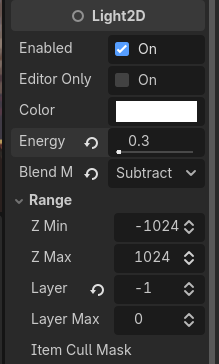 Light2D
Enabled On
Editor Only On
Color
Energy 0.3
Blend M Subtract
Range
Z Min -1024
Z Max 1024
Layer -1
Layer Max 0
Item Cull Mask